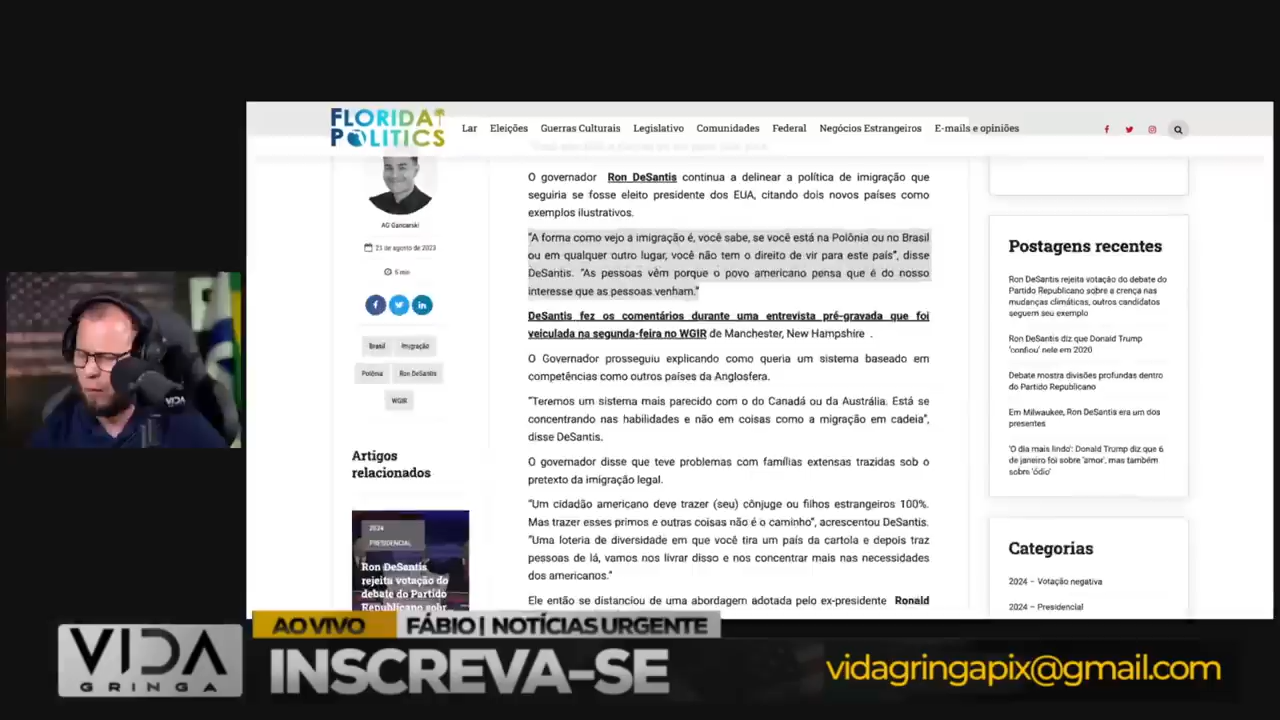 FLORIDA
POLITICS
Lar Eleições Guerras Culturais Legislativo Comunidades Federal Negócios Estrangeiros E-mails e opiniões
AG Gancarski
23 de agosto de 2023
6 min
Brasil Imigração
Polônia Ron DeSantis
WGIR
Artigos
relacionados
2024
PRESIDENCIAL
Ron DeSantis
rejeita votação do
debate do Partido
Republicano sobr...
O governador Ron DeSantis continua a delinear a política de imigração que
seguiria se fosse eleito presidente dos EUA, citando dois novos países como
exemplos ilustrativos.
“A forma como vejo a imigração é, você sabe, se você está na Polônia ou no Brasil
ou em qualquer outro lugar, você não tem o direito de vir para este país”, disse
DeSantis. “As pessoas vêm porque o povo americano pensa que é do nosso
interesse que as pessoas venham.”
DeSantis fez os comentários durante uma entrevista pré-gravada que foi
veiculada na segunda-feira no WGIR de Manchester, New Hampshire .
O Governador prosseguiu explicando como queria um sistema baseado em
competências como outros países da Anglosfera.
“Teremos um sistema mais parecido com o do Canadá ou da Austrália. Está se
concentrando nas habilidades e não em coisas como a migração em cadeia”,
disse DeSantis.
O governador disse que teve problemas com famílias extensas trazidas sob o
pretexto da imigração legal.
“Um cidadão americano deve trazer (seu) cônjuge ou filhos estrangeiros 100%.
Mas trazer esses primos e outras coisas não é o caminho”, acrescentou DeSantis.
“Uma loteria de diversidade em que você tira um país da cartola e depois traz
pessoas de lá, vamos nos livrar disso e nos concentrar mais nas necessidades
dos americanos.”
Ele então se distanciou de uma abordagem adotada pelo ex-presidente Ronald
Postagens recentes
Ron DeSantis rejeita votação do debate do
Partido Republicano sobre a crença nas
mudanças climáticas, outros candidatos
seguem seu exemplo
Ron DeSantis diz que Donald Trump
'confiou' nele em 2020
Debate mostra divisões profundas dentro
do Partido Republicano
Em Milwaukee, Ron DeSantis era um dos
presentes
'O dia mais lindo': Donald Trump diz que 6
de janeiro foi sobre 'amor', mas também
sobre 'ódio'
Categorias
2024 – Votação negativa
2024 – Presidencial
VIDA
AO VIVO FÁBIO | NOTÍCIAS URGENTE
VIDA
GRINGA
INSCREVA-SE
vidagringapix@gmail.com